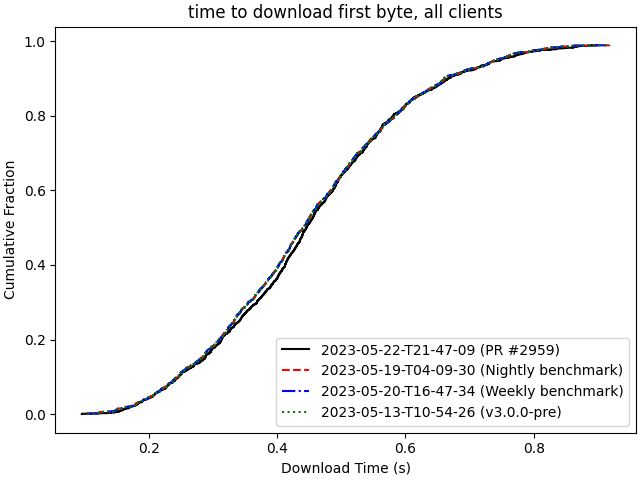 time to download first byte, all clients
1.0
0.8
0.6
0.4
0.2
0.0
Cumulative Fraction
2023-05-22-T21-47-09 (PR #2959)
2023-05-19-T04-09-30 (Nightly benchmark)
2023-05-20-T16-47-34 (Weekly benchmark)
2023-05-13-T10-54-26 (v3.0.0-pre)
0.2 0.4 0.6 0.8
Download Time (s)